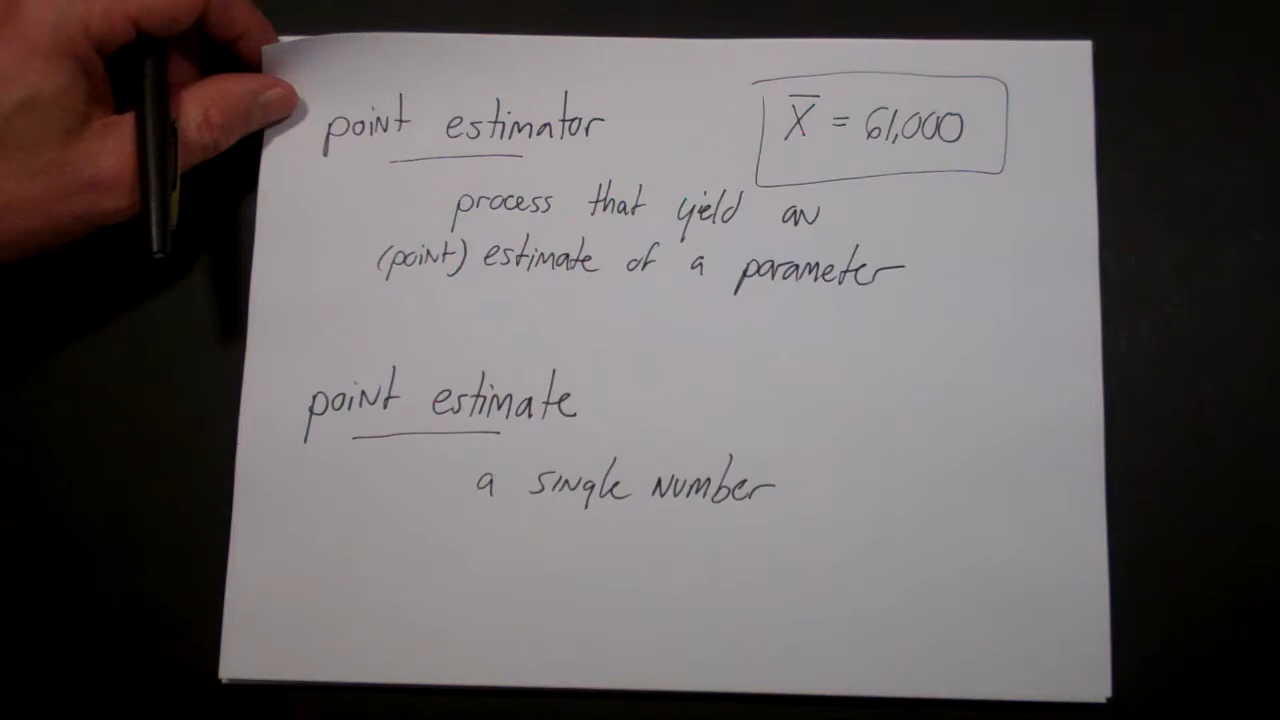 point estimator
X̅ = 61,000
process that yield an
(point) estimate of a parameter
point estimate
a single number